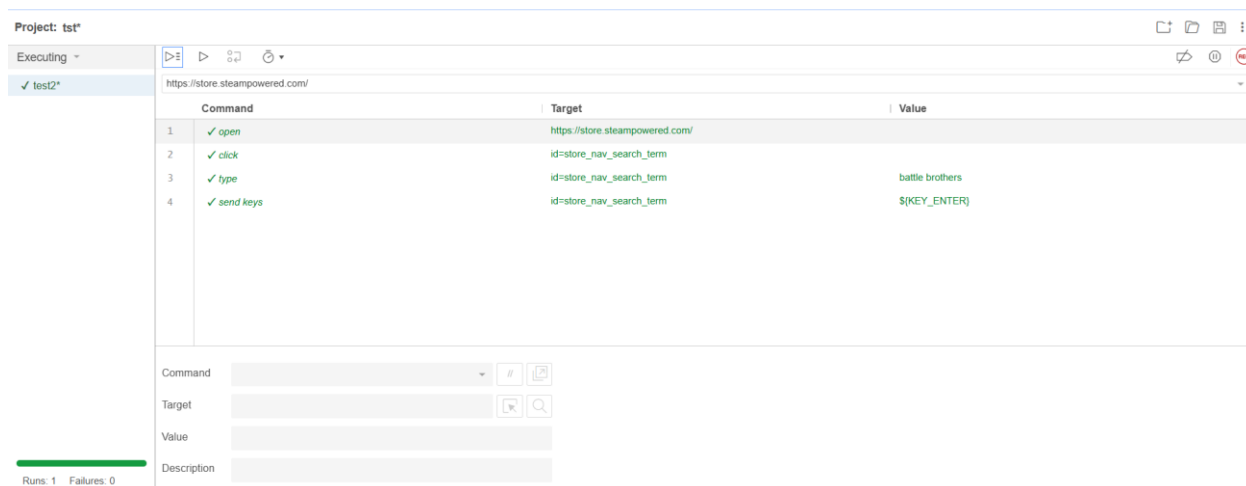 Project: tst*
Executing
✓ test2*
https://store.steampowered.com/
Command Target Value
1 ✓ open https://store.steampowered.com/
2 ✓ click id=store_nav_search_term
3 ✓ type id=store_nav_search_term battle brothers
4 ✓ send keys id=store_nav_search_term ${KEY_ENTER}
Command //
Target
Value
Description
Runs: 1 Failures: 0